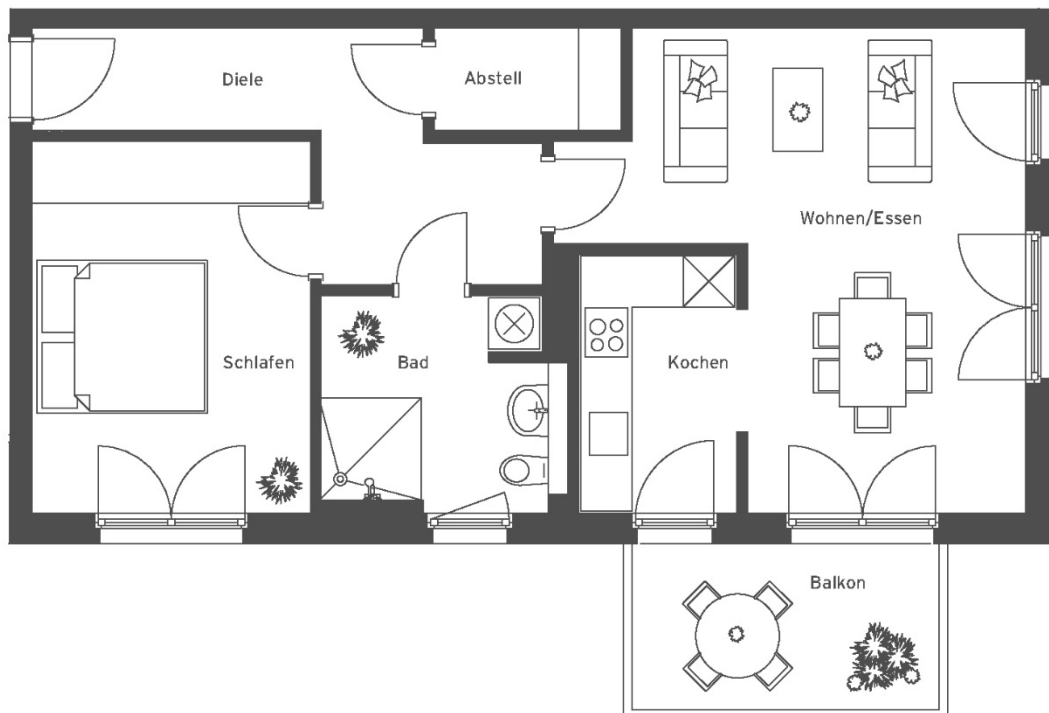 Diele
Abstell
Wohnen/Essen
Schlafen
Bad
Kochen
Balkon